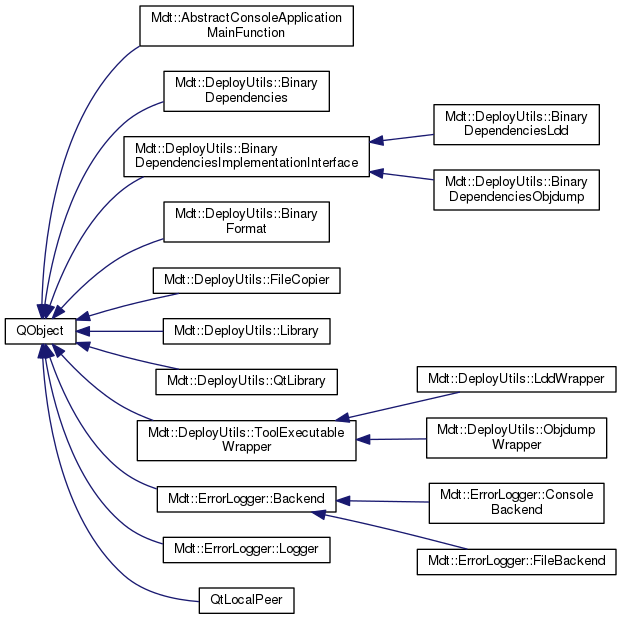 Mdt::AbstractConsoleApplication
MainFunction
Mdt::DeployUtils::Binary
Dependencies
Mdt::DeployUtils::Binary
DependenciesImplementationInterface
Mdt::DeployUtils::Binary
DependenciesLdd
Mdt::DeployUtils::Binary
DependenciesObjdump
Mdt::DeployUtils::Binary
Format
Mdt::DeployUtils::FileCopier
QObject
Mdt::DeployUtils::Library
Mdt::DeployUtils::QtLibrary
Mdt::DeployUtils::ToolExecutable
Wrapper
Mdt::DeployUtils::LddWrapper
Mdt::DeployUtils::Objdump
Wrapper
Mdt::ErrorLogger::Backend
Mdt::ErrorLogger::Console
Backend
Mdt::ErrorLogger::FileBackend
Mdt::ErrorLogger::Logger
QtLocalPeer